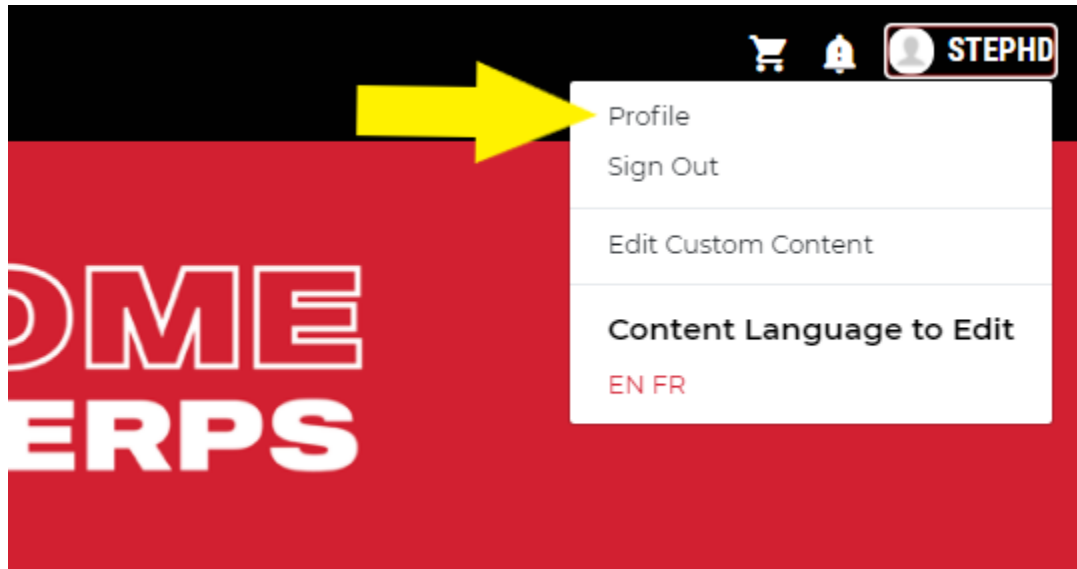 STEPHD
Profile
Sign Out
Edit Custom Content
Content Language to Edit
EN FR
OME
ERPS